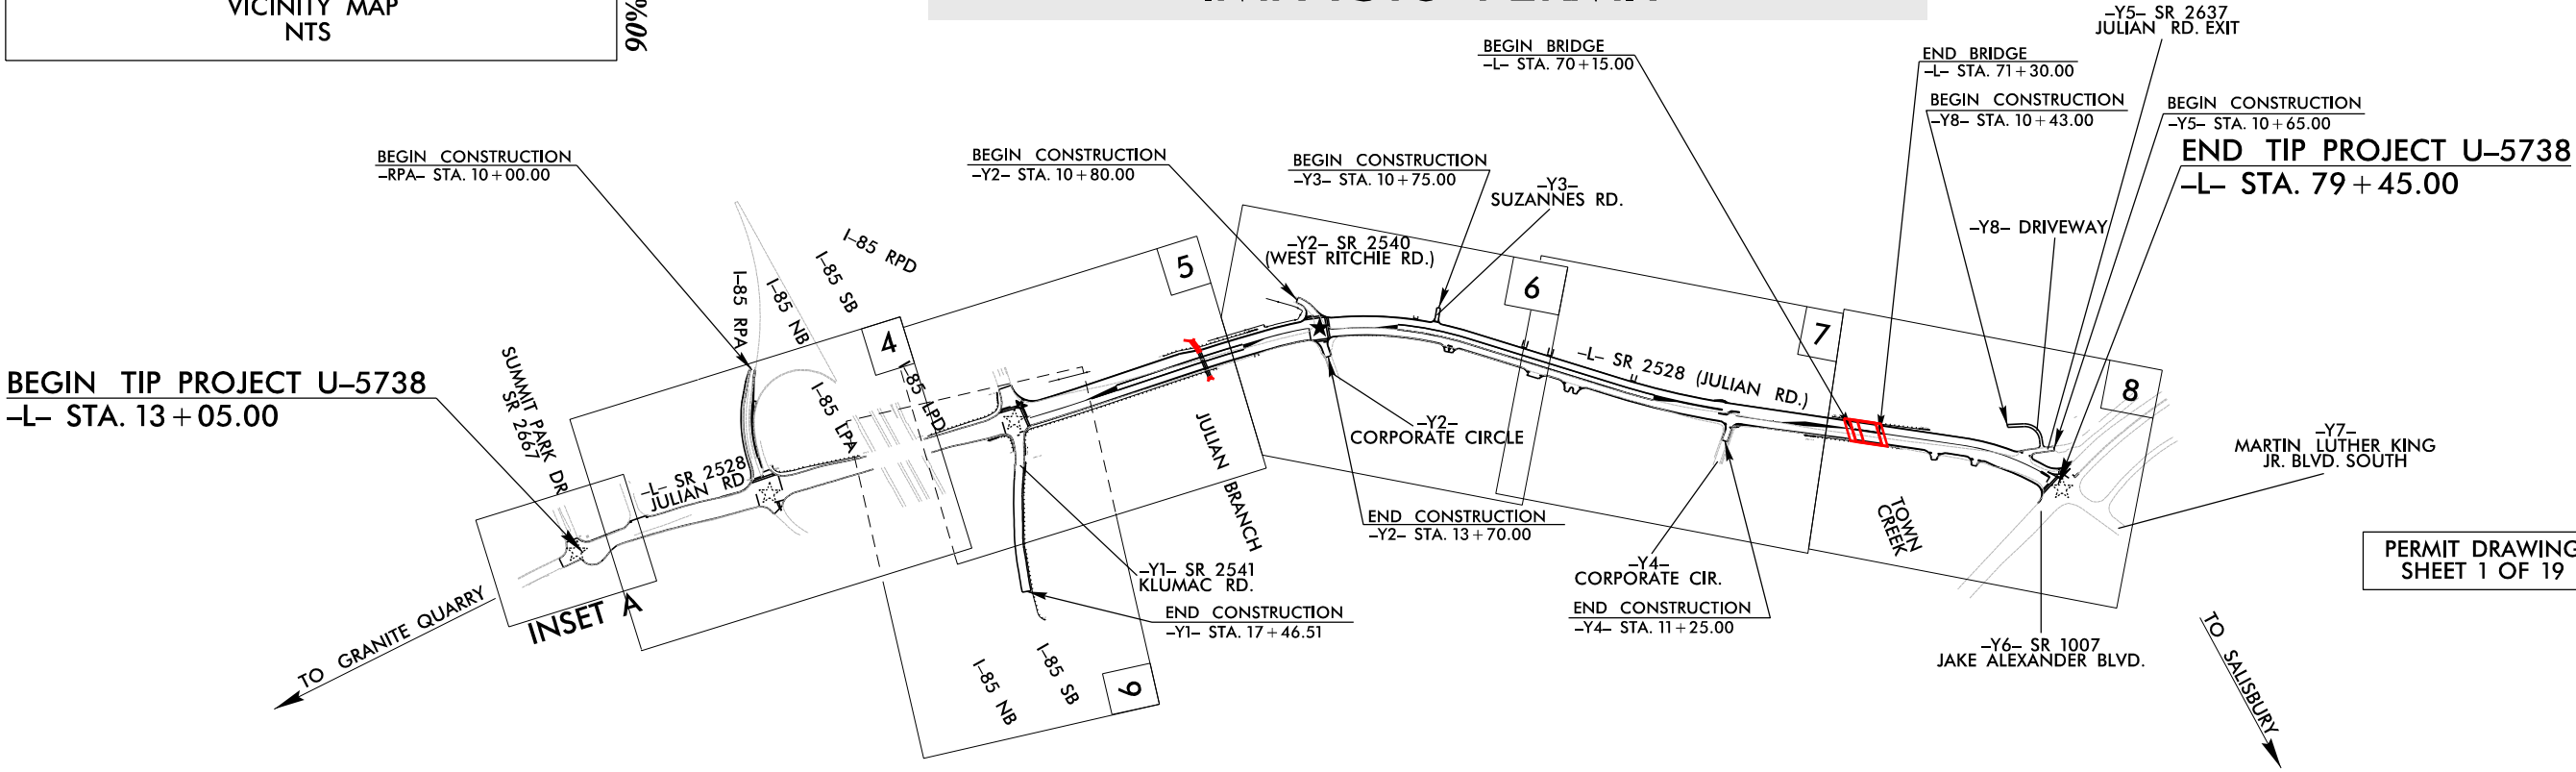 VICINITY MAP
NTS
90%
-Y5- SR 2637
JULIAN RD. EXIT
BEGIN BRIDGE
-L- STA. 70+15.00
END BRIDGE
-L- STA. 71+30.00
BEGIN CONSTRUCTION
-Y8- STA. 10+43.00
BEGIN CONSTRUCTION
-Y5- STA. 10+65.00
END TIP PROJECT U-5738
-L- STA. 79+45.00
BEGIN CONSTRUCTION
-RPA- STA. 10+00.00
BEGIN CONSTRUCTION
-Y2- STA. 10+80.00
BEGIN CONSTRUCTION
-Y3- STA. 10+75.00
-Y3-
SUZANNES RD.
-Y8- DRIVEWAY
I-85 RPD
I-85 SB
I-85 NB
I-85 RPA
-Y2- SR 2540
(WEST RITCHIE RD.)
4
5
6
7
8
BEGIN TIP PROJECT U-5738
-L- STA. 13+05.00
SUMMIT PARK DR
SR 2667
I-85 LPA
I-85 LPD
-L- SR 2528
JULIAN RD
-L- SR 2528 (JULIAN RD.)
-Y2-
CORPORATE CIRCLE
JULIAN BRANCH
-Y7-
MARTIN LUTHER KING
JR. BLVD. SOUTH
END CONSTRUCTION
-Y2- STA. 13+70.00
TOWN
CREEK
PERMIT DRAWING
SHEET 1 OF 19
-Y1- SR 2541
KLUMAC RD.
END CONSTRUCTION
-Y1- STA. 17+46.51
-Y4-
CORPORATE CIR.
END CONSTRUCTION
-Y4- STA. 11+25.00
INSET A
TO GRANITE QUARRY
I-85 NB
I-85 SB
9
-Y6- SR 1007
JAKE ALEXANDER BLVD.
TO SALISBURY